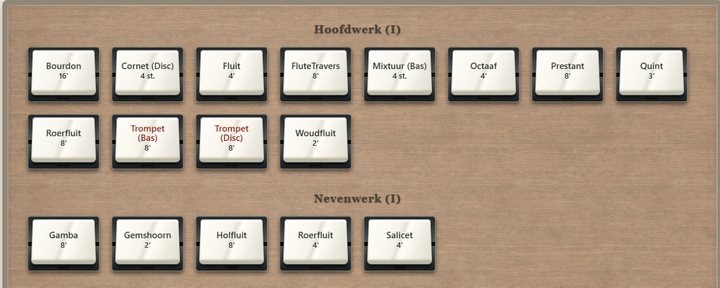 Hoofdwerk (I)
Bourdon
16'
Cornet (Disc)
4 st.
Fluit
4'
FluteTravers
8'
Mixtuur (Bas)
4 st.
Octaaf
4'
Prestant
8'
Quint
3'
Roerfluit
8'
Trompet
(Bas)
8'
Trompet
(Disc)
8'
Woudfluit
2'
Nevenwerk (I)
Gamba
8'
Gemshoorn
2'
Holfluit
8'
Roerfluit
4'
Salicet
4'